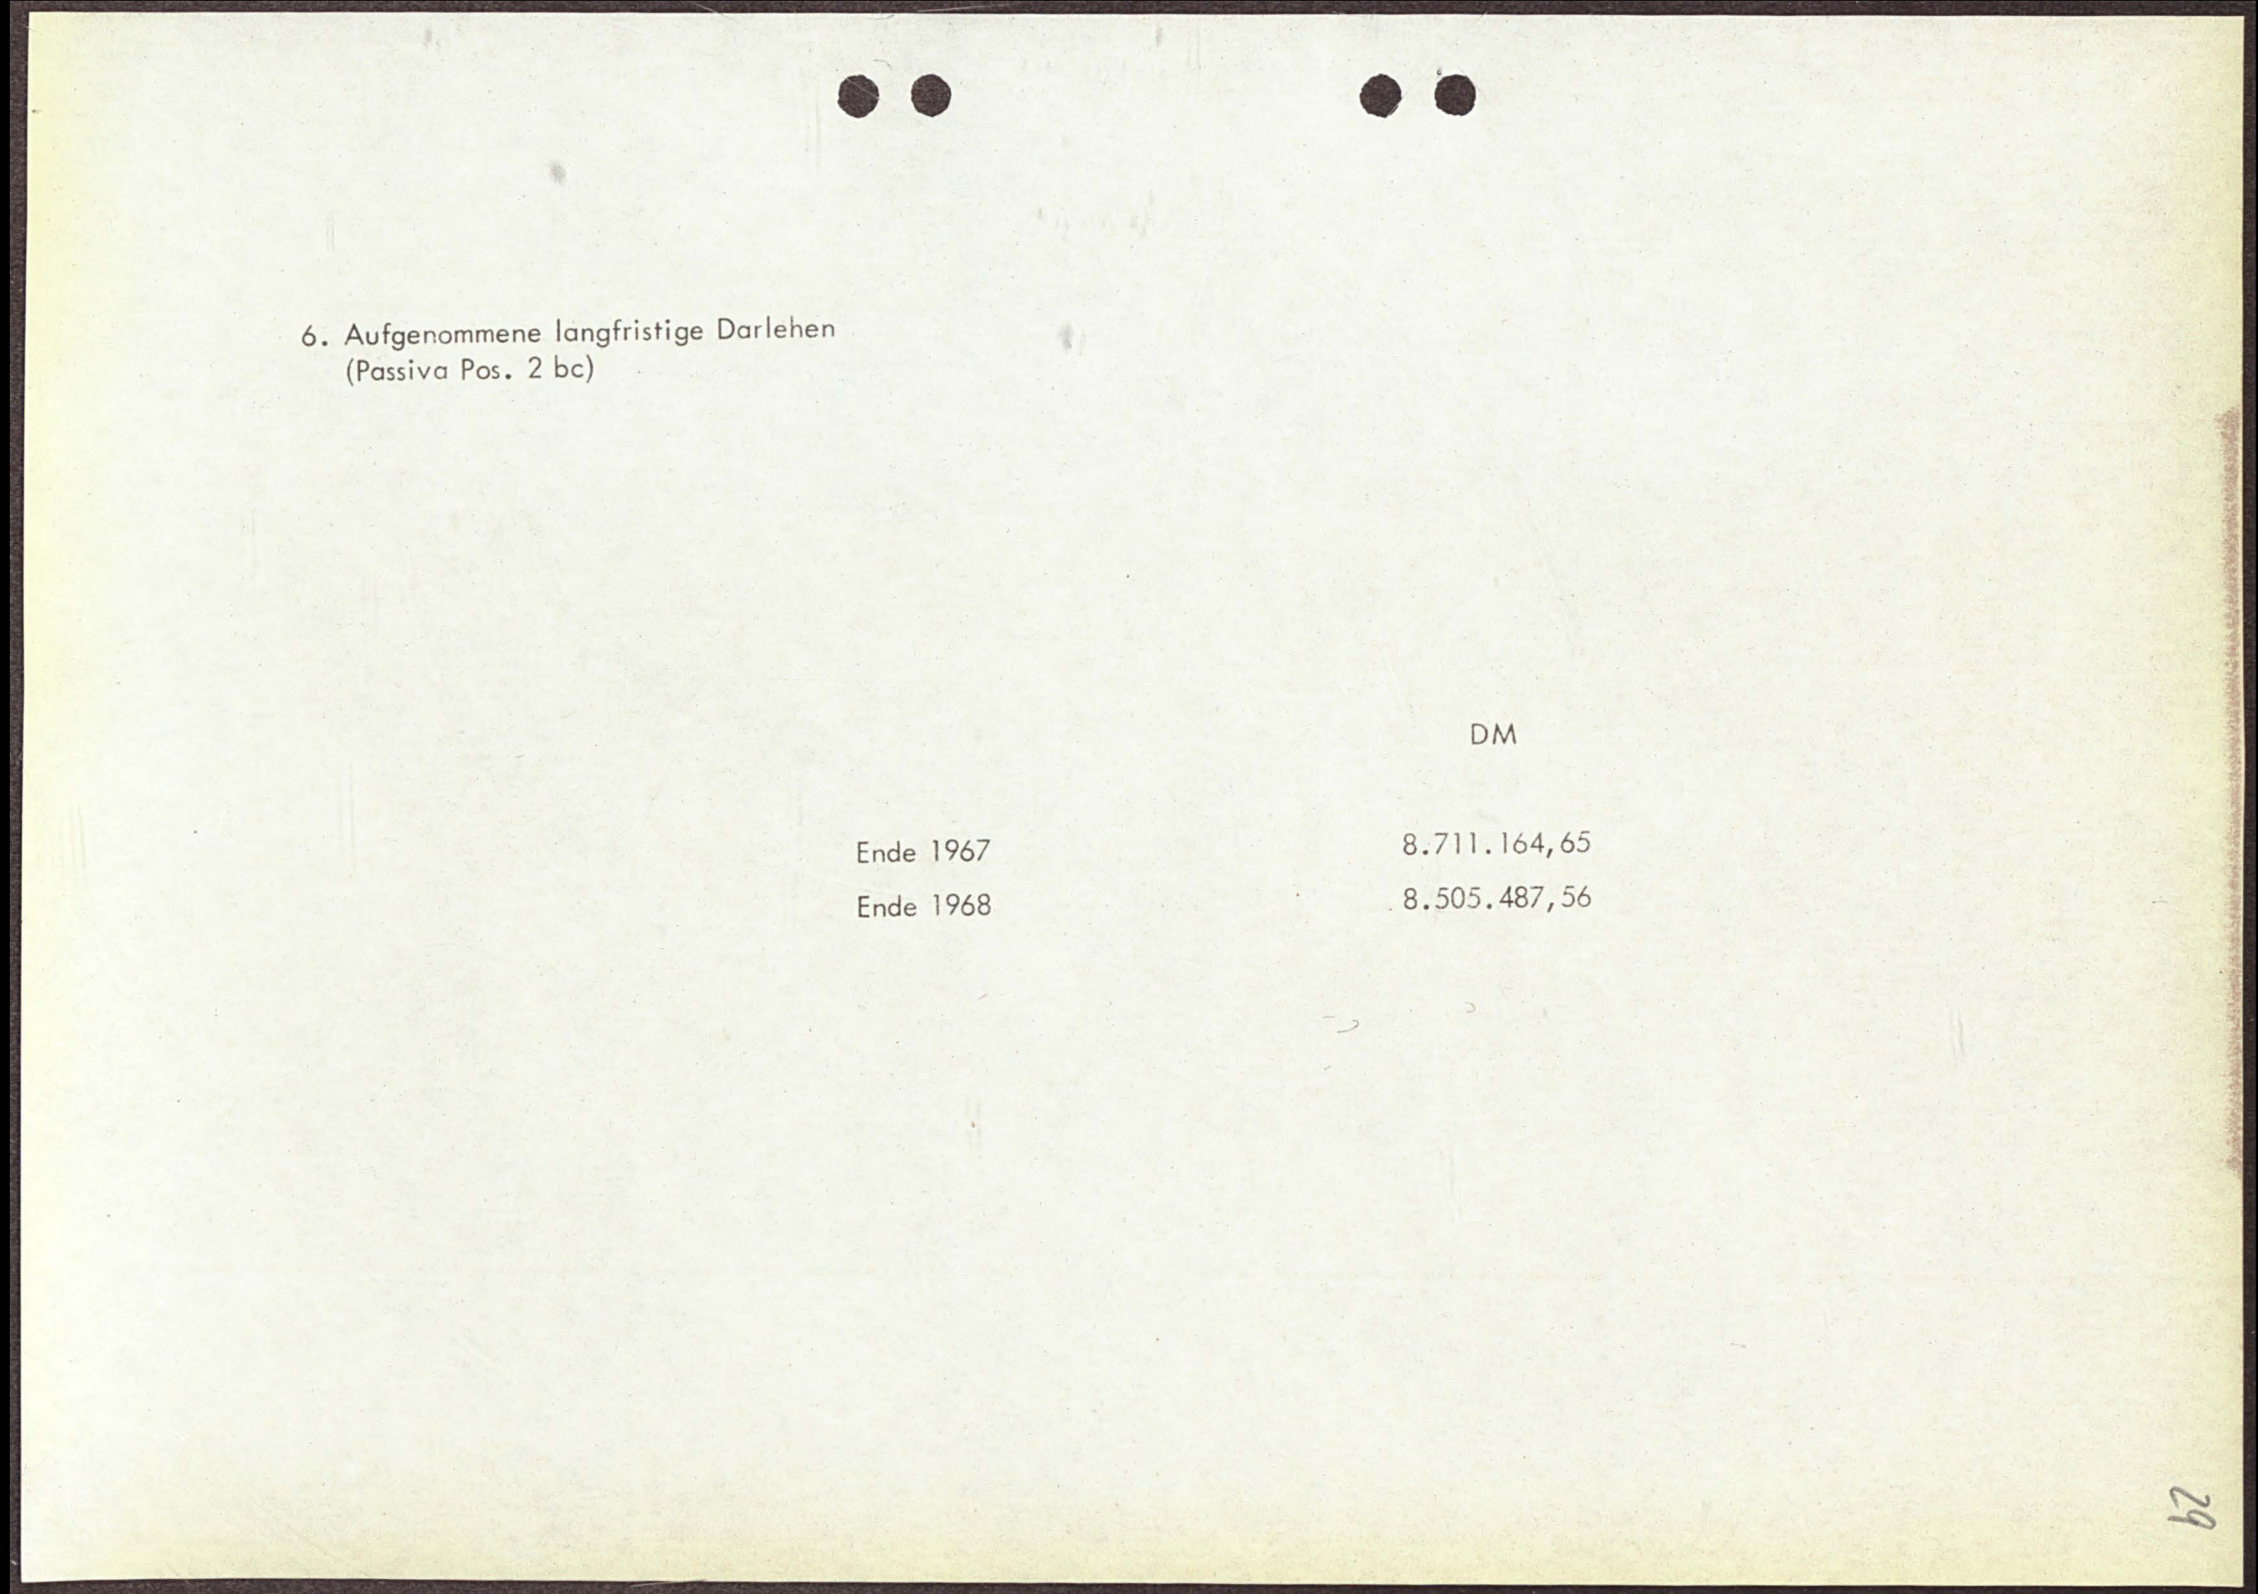 6. Aufgenommene langfristige Darlehen
(Passiva Pos. 2 bc)
DM
Ende 1967 8.711.164,65
Ende 1968 8.505.487,56
29